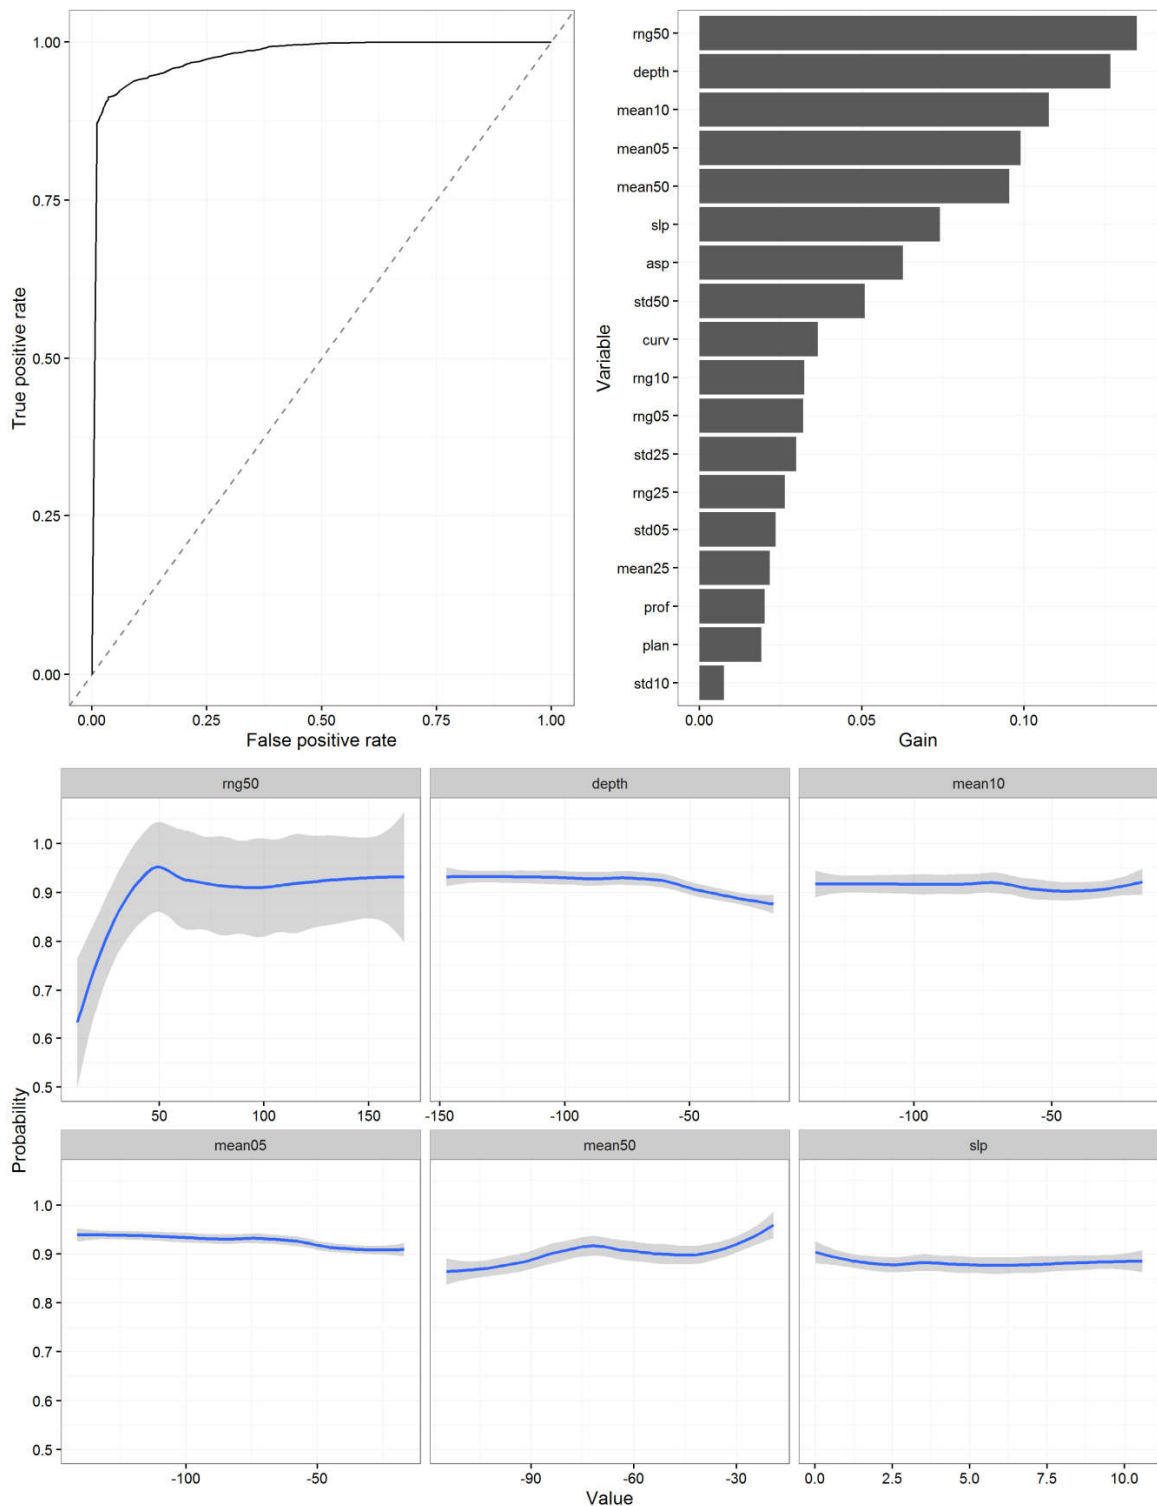 1.00
0.75
0.50
0.25
0.00
True positive rate
0.00 0.25 0.50 0.75 1.00
False positive rate
rng50
depth
mean10
mean05
mean50
slp
asp
std50
curv
rng10
rng05
std25
rng25
std05
mean25
prof
plan
std10
Variable
0.00 0.05 0.10
Gain
rng50 depth mean10
1.0
0.9
0.8
0.7
0.6
0.5
50 100 150 -150 -100 -50 -100 -50
Probability
mean05 mean50 slp
1.0
0.9
0.8
0.7
0.6
0.5
-100 -50 -90 -60 -30 0.0 2.5 5.0 7.5 10.0
Value